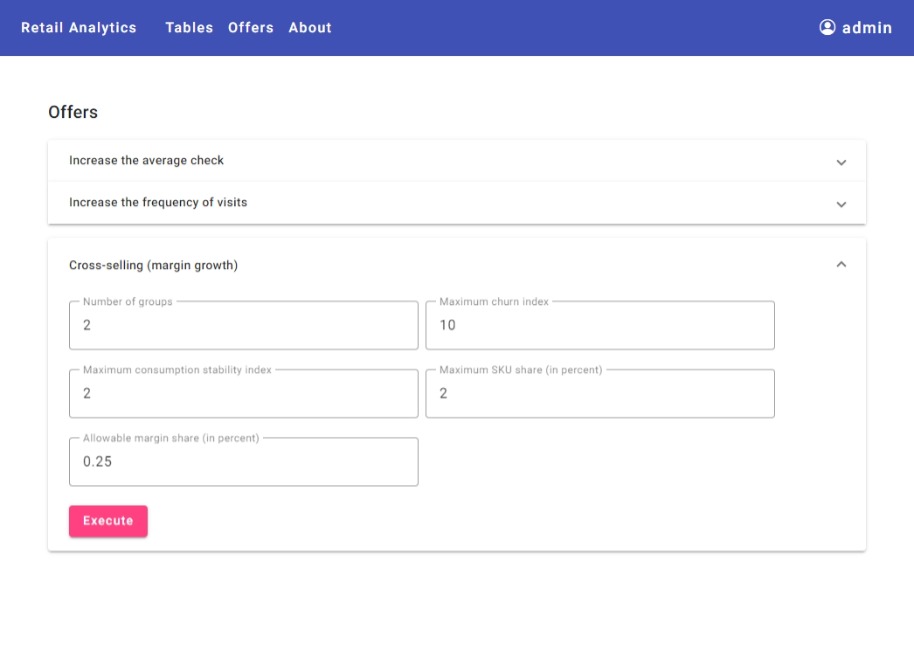 Retail Analytics Tables Offers About admin
Offers
Increase the average check
Increase the frequency of visits
Cross-selling (margin growth)
Number of groups Maximum churn index
2 10
Maximum consumption stability index Maximum SKU share (in percent)
2 2
Allowable margin share (in percent)
0.25
Execute